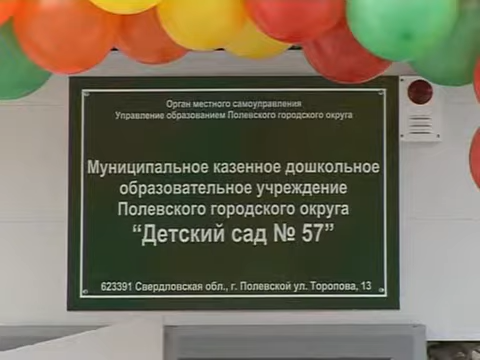 Орган местного самоуправления
Управление образованием Полевского городского округа
Муниципальное казенное дошкольное
образовательное учреждение
Полевского городского округа
“Детский сад № 57”
623391 Свердловская обл., г. Полевской ул. Торопова, 13